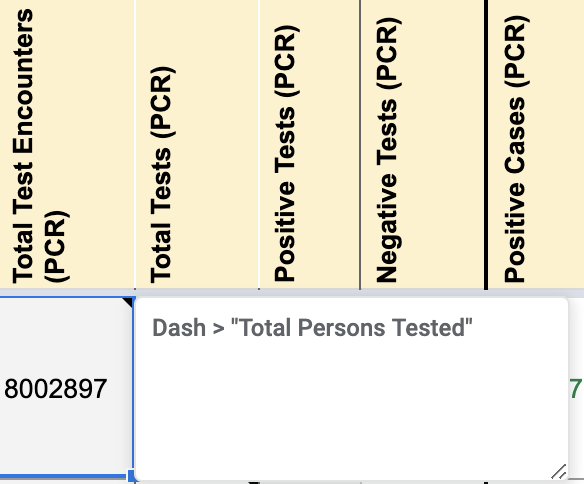 Total Test Encounters
(PCR)
Total Tests (PCR)
Positive Tests (PCR)
Negative Tests (PCR)
Positive Cases (PCR)
8002897
Dash > "Total Persons Tested"
7